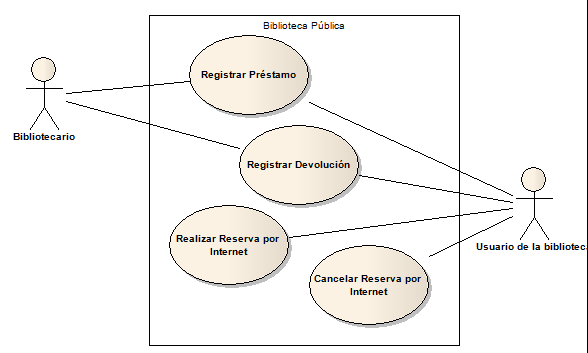 Biblioteca Pública
Registrar Préstamo
Bibliotecario
Registrar Devolución
Realizar Reserva por
Internet
Usuario de la biblioteca
Cancelar Reserva por
Internet